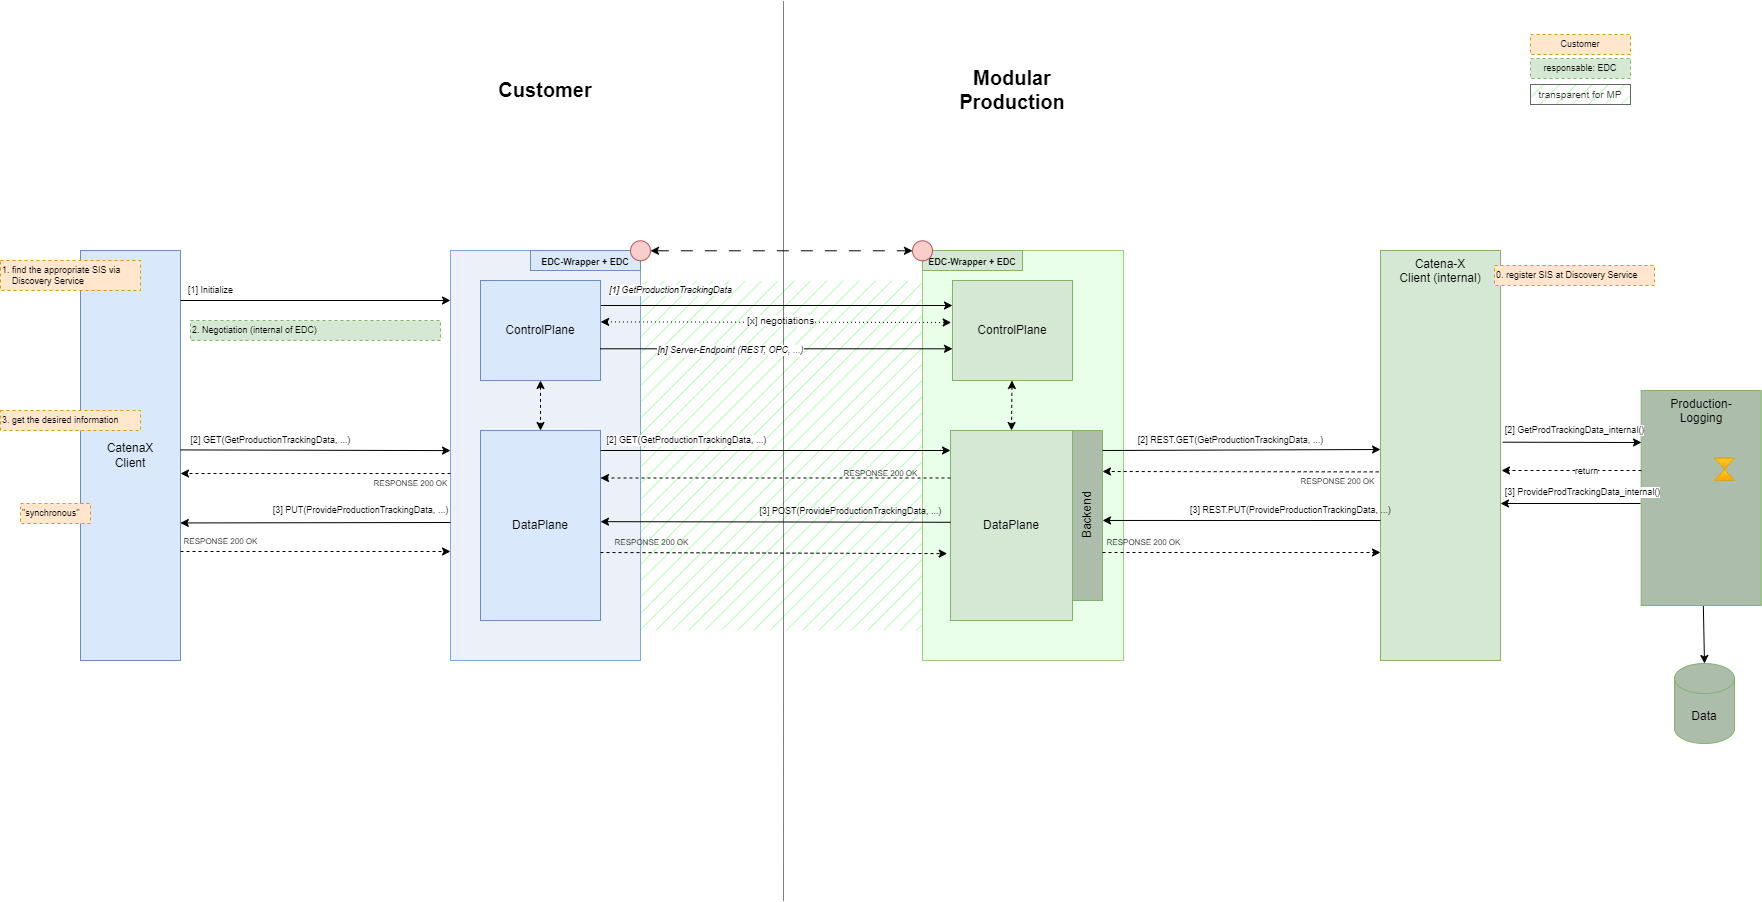 Customer
responsable: EDC
transparent for MP
Customer
Modular
Production
EDC-Wrapper + EDC
EDC-Wrapper + EDC
1. find the appropriate SIS via
Discovery Service
[1] Initialize
2. Negotiation (internal of EDC)
ControlPlane
[1] GetProductionTrackingData
[x] negotiations
[n] Server-Endpoint (REST, OPC, ...)
ControlPlane
Catena-X
Client (internal)
0. register SIS at Discovery Service
3. get the desired information
CatenaX
Client
[2] GET(GetProductionTrackingData, ...)
RESPONSE 200 OK
[3] PUT(ProvideProductionTrackingData, ...)
RESPONSE 200 OK
"synchronous"
DataPlane
[2] GET(GetProductionTrackingData, ...)
RESPONSE 200 OK
[3] POST(ProvideProductionTrackingData, ...)
RESPONSE 200 OK
DataPlane
Backend
[2] REST.GET(GetProductionTrackingData, ...)
RESPONSE 200 OK
[3] REST.PUT(ProvideProductionTrackingData, ...)
RESPONSE 200 OK
[2] GetProdTrackingData_internal()
return
[3] ProvideProdTrackingData_internal()
Production-
Logging
Data